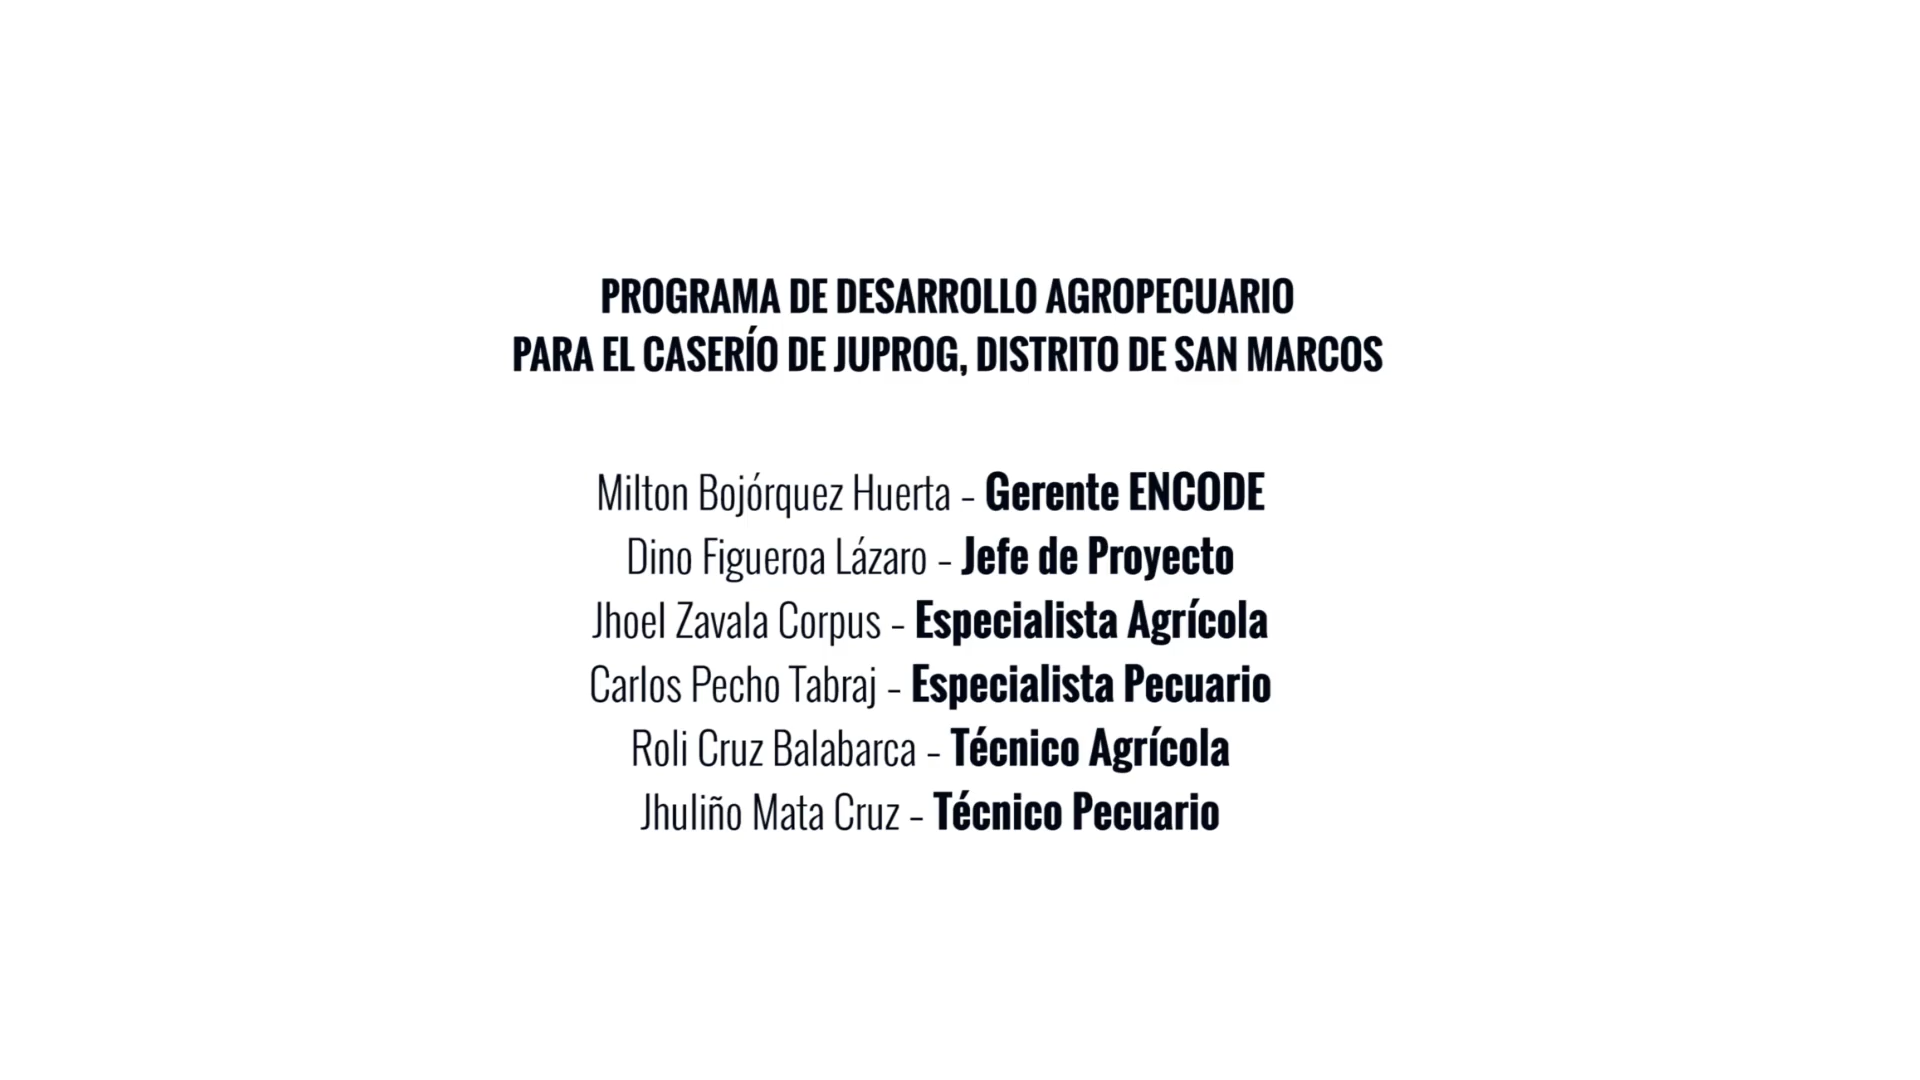 PROGRAMA DE DESARROLLO AGROPECUARIO
PARA EL CASERÍO DE JUPROG, DISTRITO DE SAN MARCOS
Milton Bojórquez Huerta – Gerente ENCODE
Dino Figueroa Lázaro – Jefe de Proyecto
Jhoel Zavala Corpus – Especialista Agrícola
Carlos Pecho Tabraj – Especialista Pecuario
Roli Cruz Balabarca – Técnico Agrícola
Jhuliño Mata Cruz – Técnico Pecuario